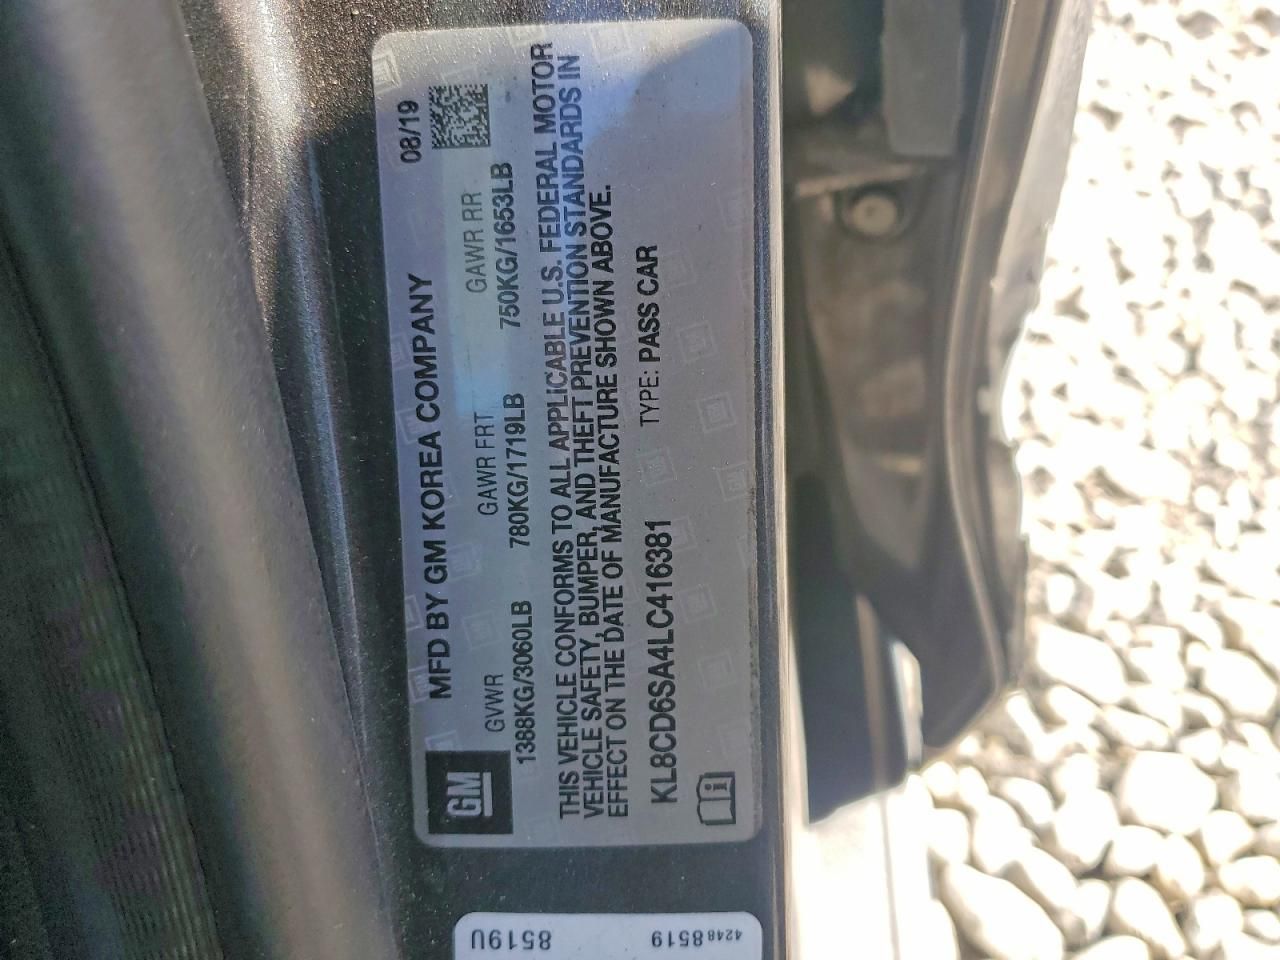 GM
MFD BY GM KOREA COMPANY 08/19
GVWR GAWR FRT GAWR RR
1388KG/3060LB 780KG/1719LB 750KG/1653LB
THIS VEHICLE CONFORMS TO ALL APPLICABLE U.S. FEDERAL MOTOR
VEHICLE SAFETY, BUMPER, AND THEFT PREVENTION STANDARDS IN
EFFECT ON THE DATE OF MANUFACTURE SHOWN ABOVE.
KL8CD6SA4LC416381 TYPE: PASS CAR
8519U
42488519